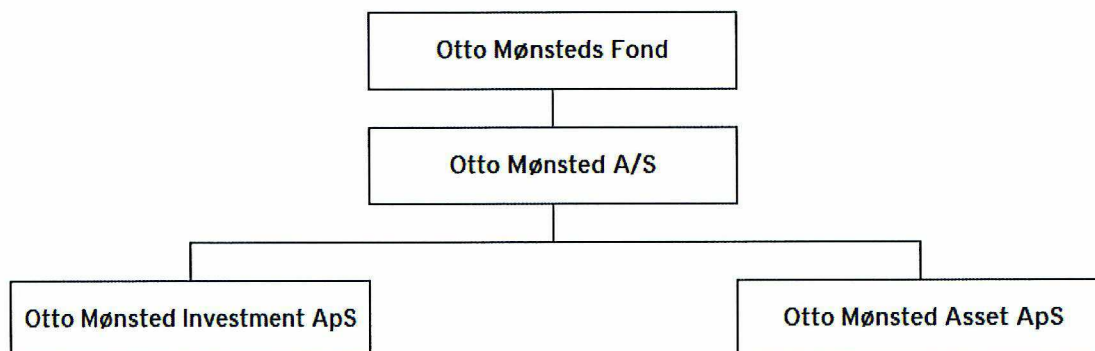 Otto Mønsteds Fond
Otto Mønsted A/S
Otto Mønsted Investment ApS
Otto Mønsted Asset ApS